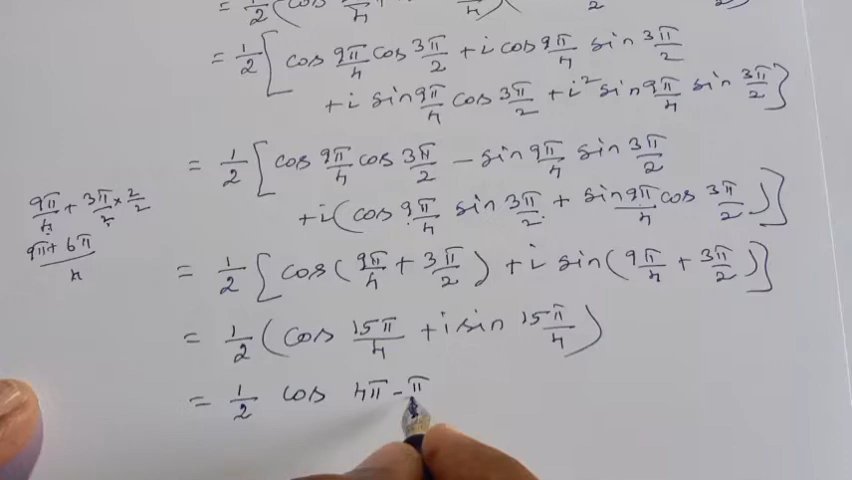 = 1/2 (cos
= 1/2 [ cos 9π/4 cos 3π/2 + i cos 9π/4 sin 3π/2
+ i sin 9π/4 cos 3π/2 + i² sin 9π/4 sin 3π/2 ]
= 1/2 [ cos 9π/4 cos 3π/2 - sin 9π/4 sin 3π/2
+ i ( cos 9π/4 sin 3π/2 + sin 9π/4 cos 3π/2 ) ]
9π/4 + 3π/2 × 2/2
9π + 6π / 4
= 1/2 [ cos ( 9π/4 + 3π/2 ) + i sin ( 9π/4 + 3π/2 ) ]
= 1/2 ( cos 15π/4 + i sin 15π/4 )
= 1/2 cos 4π - π